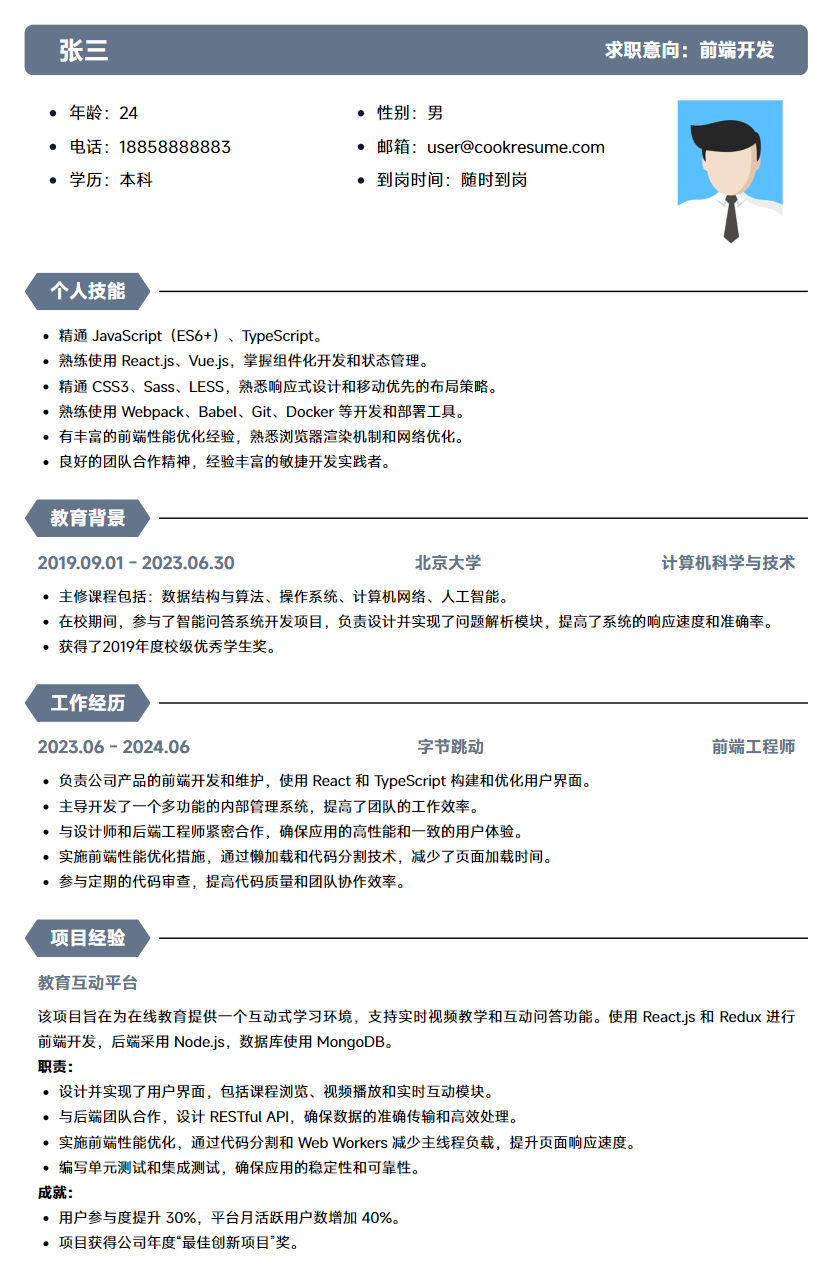 张三
求职意向：前端开发
年龄：24
性别：男
电话：18858888883
邮箱：user@cookresume.com
学历：本科
到岗时间：随时到岗
个人技能
精通 JavaScript（ES6+）、TypeScript。
熟练使用 React.js、Vue.js，掌握组件化开发和状态管理。
精通 CSS3、Sass、LESS，熟悉响应式设计和移动优先的布局策略。
熟练使用 Webpack、Babel、Git、Docker 等开发和部署工具。
有丰富的前端性能优化经验，熟悉浏览器渲染机制和网络优化。
良好的团队合作精神，经验丰富的敏捷开发实践者。
教育背景
2019.09.01 - 2023.06.30 北京大学 计算机科学与技术
主修课程包括：数据结构与算法、操作系统、计算机网络、人工智能。
在校期间，参与了智能问答系统开发项目，负责设计并实现了问题解析模块，提高了系统的响应速度和准确率。
获得了2019年度校级优秀学生奖。
工作经历
2023.06 - 2024.06 字节跳动 前端工程师
负责公司产品的前端开发和维护，使用 React 和 TypeScript 构建和优化用户界面。
主导开发了一个多功能的内部管理系统，提高了团队的工作效率。
与设计师和后端工程师紧密合作，确保应用的高性能和一致的用户体验。
实施前端性能优化措施，通过懒加载和代码分割技术，减少了页面加载时间。
参与定期的代码审查，提高代码质量和团队协作效率。
项目经验
教育互动平台
该项目旨在为在线教育提供一个互动式学习环境，支持实时视频教学和互动问答功能。使用 React.js 和 Redux 进行
前端开发，后端采用 Node.js，数据库使用 MongoDB。
职责：
设计并实现了用户界面，包括课程浏览、视频播放和实时互动模块。
与后端团队合作，设计 RESTful API，确保数据的准确传输和高效处理。
实施前端性能优化，通过代码分割和 Web Workers 减少主线程负载，提升页面响应速度。
编写单元测试和集成测试，确保应用的稳定性和可靠性。
成就：
用户参与度提升 30%，平台月活跃用户数增加 40%。
项目获得公司年度“最佳创新项目”奖。